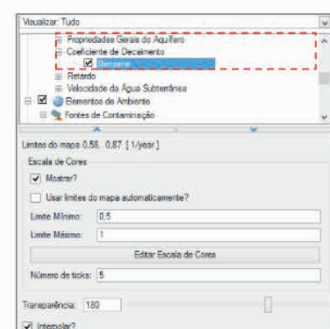 Visualizar: Tudo
Propriedades Gerais do Aquífero
Coeficiente de Decaimento
Benzene
Retardo
Velocidade da Água Subterrânea
Elementos de Ambiente
Fontes de Contaminação
Limites do mapa 0.58, 0.87 [ 1/year ]
Escala de Cores
Mostrar?
Usar limites do mapa automaticamente?
Limite Mínimo: 0,5
Limite Máximo: 1
Editar Escala de Cores
Número de ticks: 5
Transparência: 180
Interpolar?